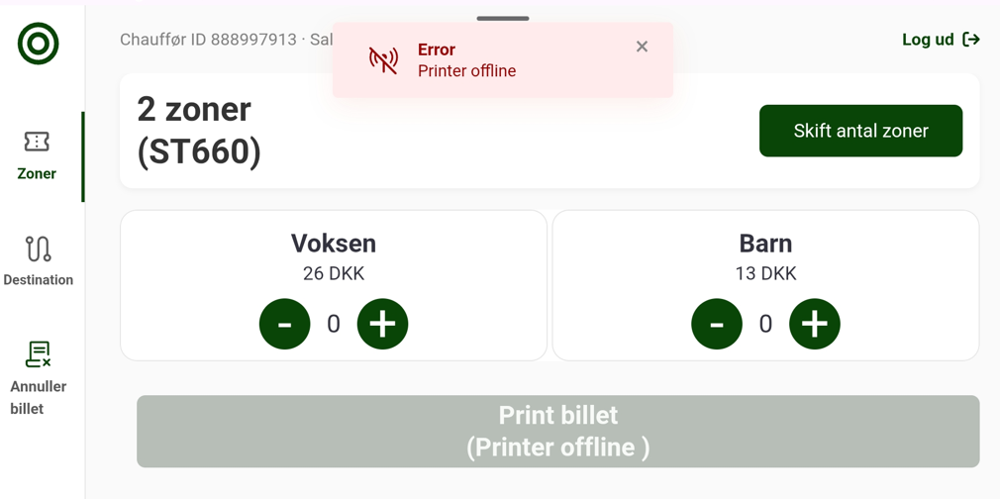 Chauffør ID 888997913 · Sal
Error
Printer offline
Log ud
2 zoner
(ST660)
Skift antal zoner
Zoner
Destination
Annuller
billet
Voksen
26 DKK
- 0 +
Barn
13 DKK
- 0 +
Print billet
(Printer offline )